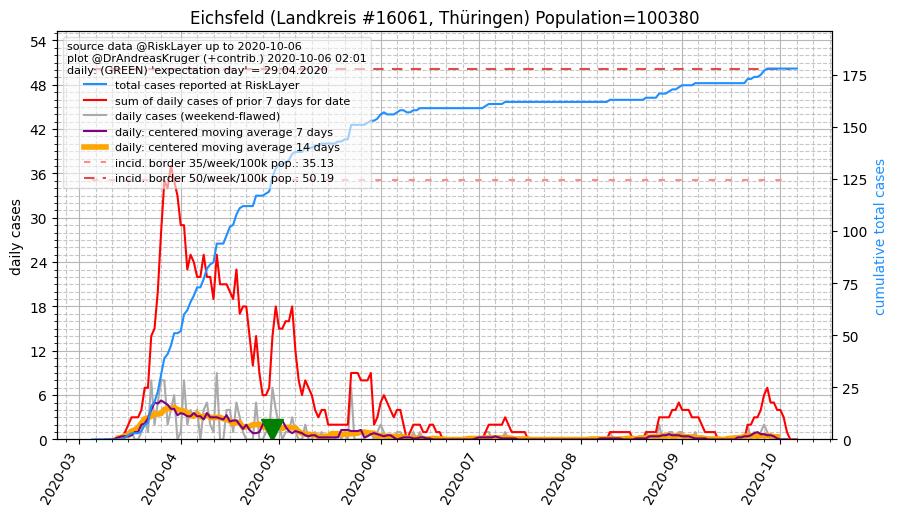 Eichsfeld (Landkreis #16061, Thüringen) Population=100380
source data @RiskLayer up to 2020-10-06
plot @DrAndreasKruger (+contrib.) 2020-10-06 02:01
daily: (GREEN) 'expectation day' = 29.04.2020
total cases reported at RiskLayer
sum of daily cases of prior 7 days for date
daily cases (weekend-flawed)
daily: centered moving average 7 days
daily: centered moving average 14 days
incid. border 35/week/100k pop.: 35.13
incid. border 50/week/100k pop.: 50.19
daily cases
54
48
42
36
30
24
18
12
6
0
cumulative total cases
175
150
125
100
75
50
25
0
2020-03
2020-04
2020-05
2020-06
2020-07
2020-08
2020-09
2020-10